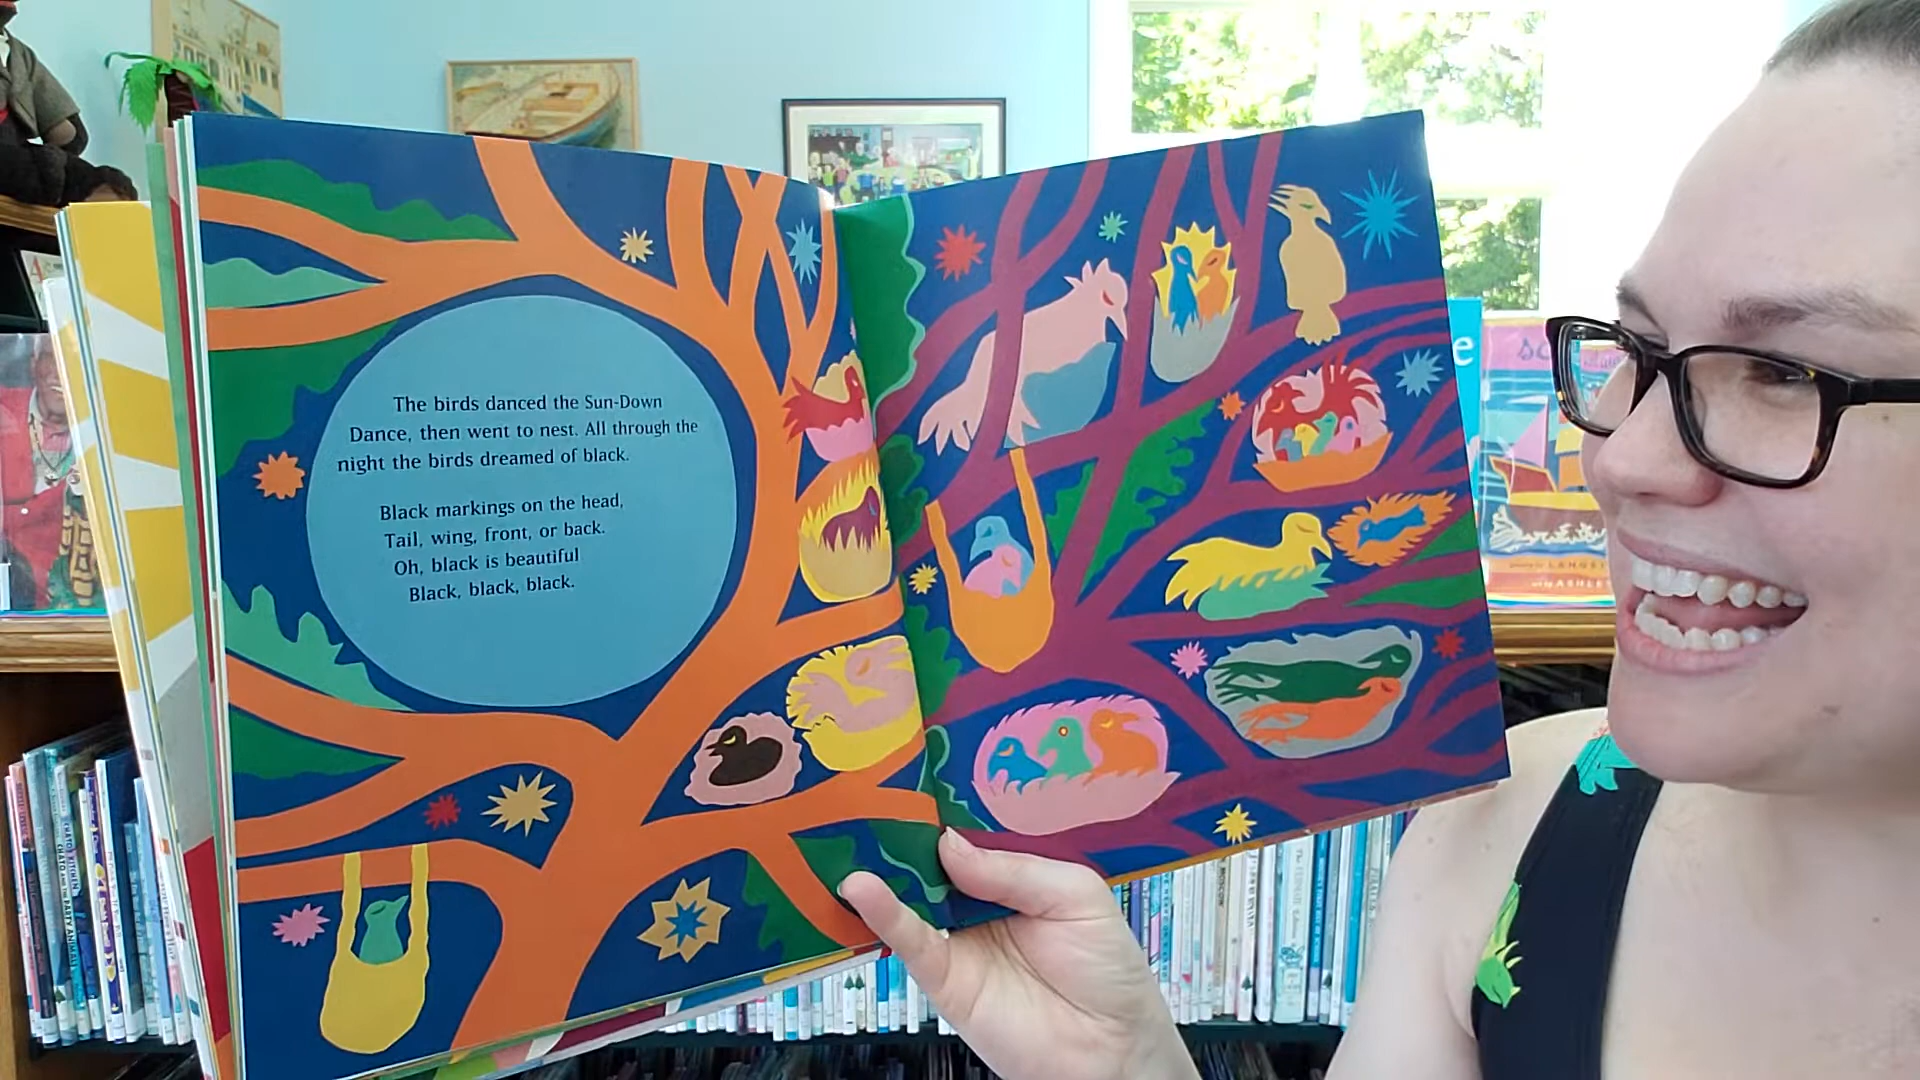 The birds danced the Sun-Down
Dance, then went to nest. All through the
night the birds dreamed of black.
Black markings on the head,
Tail, wing, front, or back.
Oh, black is beautiful
Black, black, black.